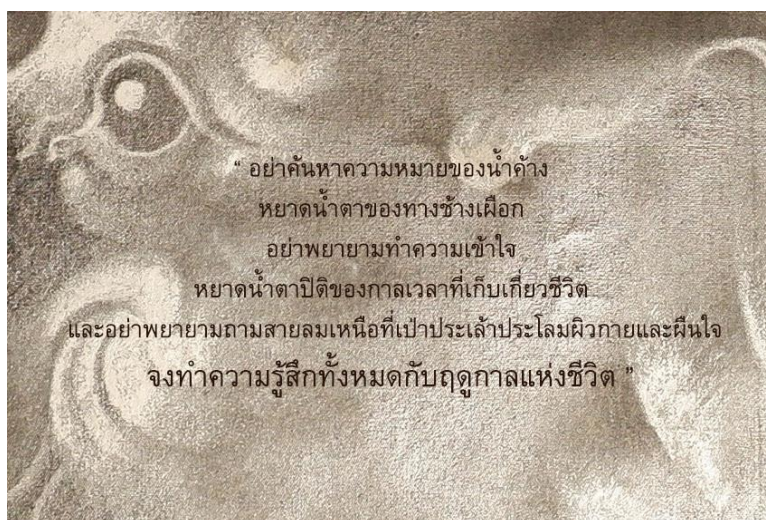 “ อย่าค้นหาความหมายของน้ำค้าง
หยาดน้ำตาของทางช้างเผือก
อย่าพยายามทำความเข้าใจ
หยาดน้ำตาปิติของกาลเวลาที่เก็บเกี่ยวชีวิต
และอย่าพยายามถามสายลมเหนือที่เป่าประเล้าประโลมผิวกายและผืนใจ
จงทำความรู้สึกทั้งหมดกับฤดูกาลแห่งชีวิต ”